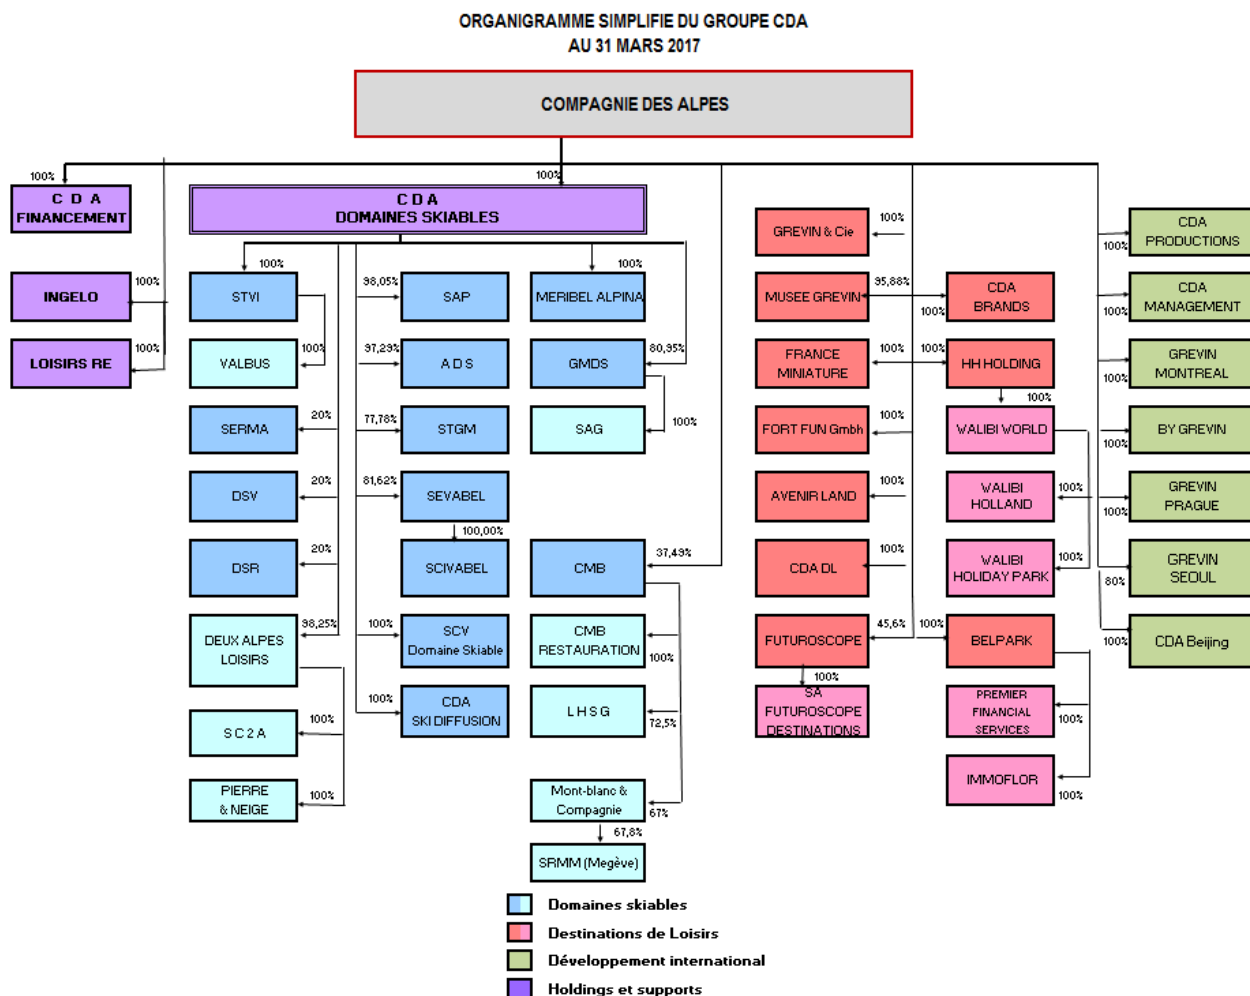 ORGANIGRAMME SIMPLIFIE DU GROUPE CDA
AU 31 MARS 2017
COMPAGNIE DES ALPES
100%
C D A
FINANCEMENT
100%
INGELO
100%
LOISIRS RE
100%
C D A
DOMAINES SKIABLES
100%
STVI
100%
VALBUS
20%
SERMA
20%
DSV
20%
DSR
98,25%
DEUX ALPES
LOISIRS
100%
S C 2 A
100%
PIERRE
& NEIGE
98,05%
SAP
97,29%
A D S
77,78%
STGM
81,62%
SEVABEL
100,00%
SCIVABEL
100%
SCV
Domaine Skiable
100%
CDA
SKI DIFFUSION
100%
MERIBEL ALPINA
80,95%
GMDS
100%
SAG
37,49%
CMB
CMB
RESTAURATION
100%
L H S G
72,5%
Mont-blanc &
Compagnie
67%
67,8%
SRMM (Megève)
100%
GREVIN & Cie
95,88%
MUSEE GREVIN
100%
FRANCE
MINIATURE
100%
FORT FUN Gmbh
100%
AVENIR LAND
100%
CDA DL
45,6%
FUTUROSCOPE
100%
SA
FUTUROSCOPE
DESTINATIONS
100%
CDA
BRANDS
100%
HH HOLDING
100%
WALIBI WORLD
100%
WALIBI
HOLLAND
100%
WALIBI
HOLIDAY PARK
100%
BELPARK
PREMIER
FINANCIAL
SERVICES
100%
IMMOFLOR
100%
CDA
PRODUCTIONS
100%
CDA
MANAGEMENT
100%
GREVIN
MONTREAL
100%
BY GREVIN
100%
GREVIN
PRAGUE
100%
GREVIN
SEOUL
80%
CDA Beijing
100%
Domaines skiables
Destinations de Loisirs
Développement international
Holdings et supports